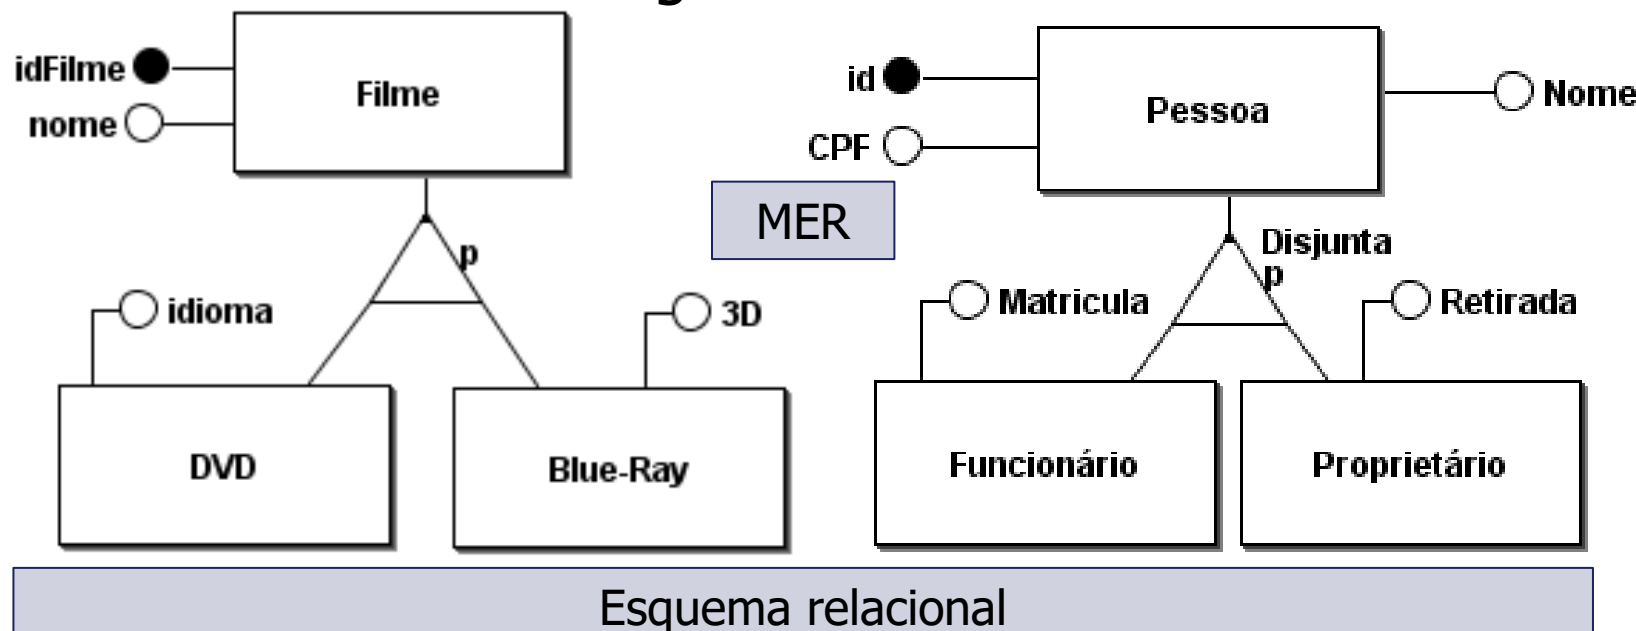 idFilme
nome
Filme
p
idioma
3D
DVD
Blue-Ray
MER
id
CPF
Pessoa
Nome
Disjunta
p
Matricula
Retirada
Funcionário
Proprietário
Esquema relacional